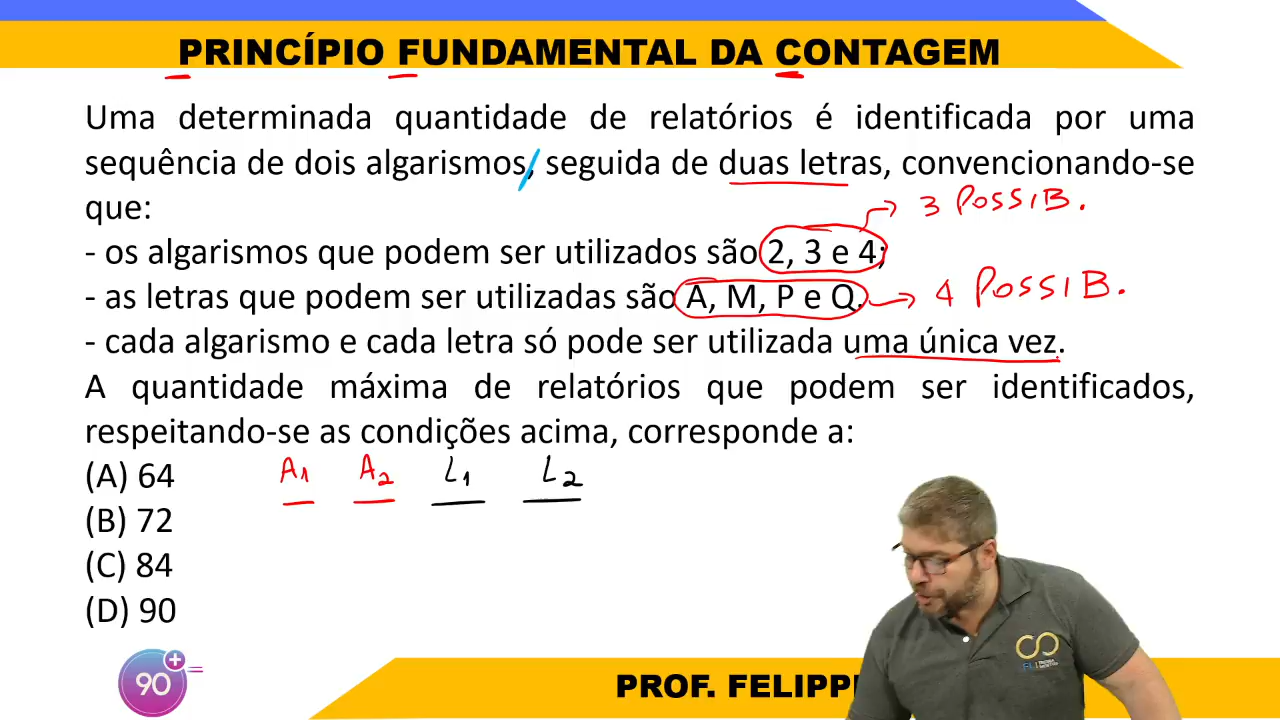 PRINCÍPIO FUNDAMENTAL DA CONTAGEM
Uma determinada quantidade de relatórios é identificada por uma
sequência de dois algarismos, seguida de duas letras, convencionando-se
que:
3 POSSIB.
- os algarismos que podem ser utilizados são 2, 3 e 4;
- as letras que podem ser utilizadas são A, M, P e Q.
4 POSSIB.
- cada algarismo e cada letra só pode ser utilizada uma única vez.
A quantidade máxima de relatórios que podem ser identificados,
respeitando-se as condições acima, corresponde a:
(A) 64
A1 A2 L1 L2
(B) 72
(C) 84
(D) 90
90+
PROF. FELIPP